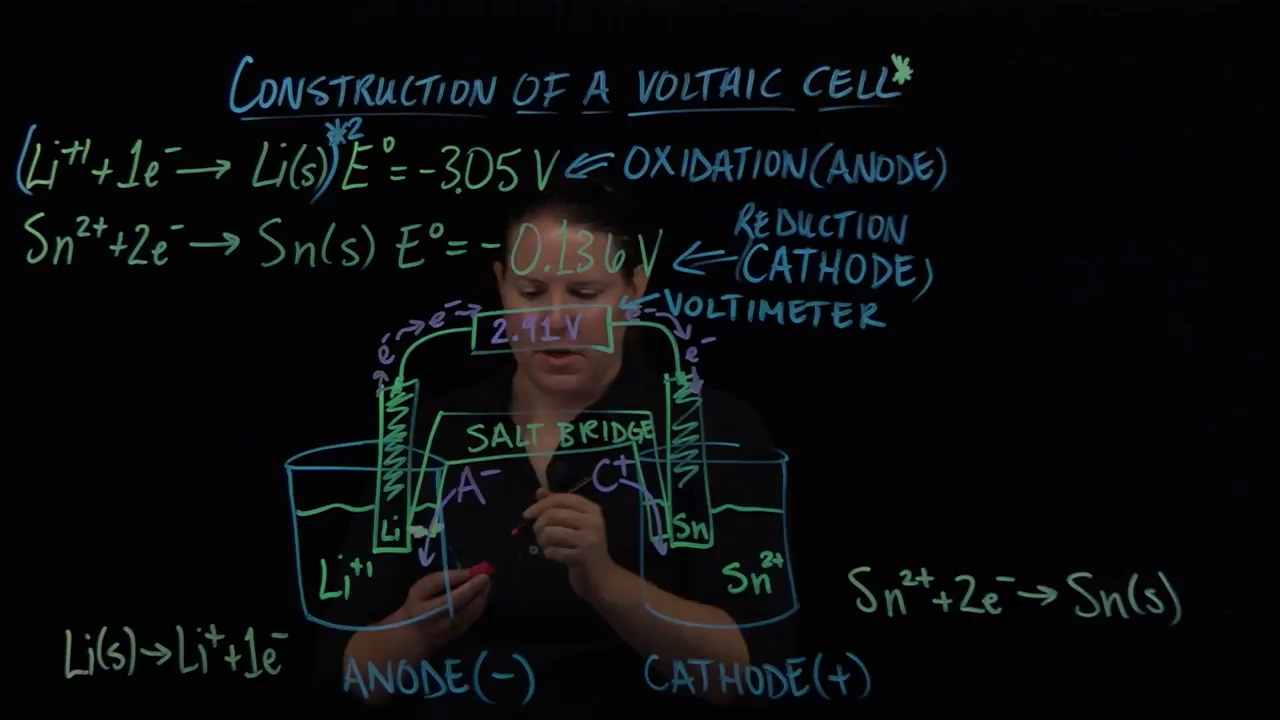 CONSTRUCTION OF A VOLTAIC CELL*
(Li⁺¹+1e⁻ → Li(s))*2 E°=-3.05 V ← OXIDATION(ANODE)
Sn²⁺+2e⁻ → Sn(s) E°=-0.136 V ← REDUCTION (CATHODE)
← VOLTIMETER
e⁻ e⁻ → 2.91 V e⁻ e⁻
SALT BRIDGE
A⁻ C⁺
Li Sn
Li⁺¹ Sn²⁺
Sn²⁺+2e⁻ → Sn(s)
Li(s) → Li⁺+1e⁻
ANODE(-) CATHODE(+)